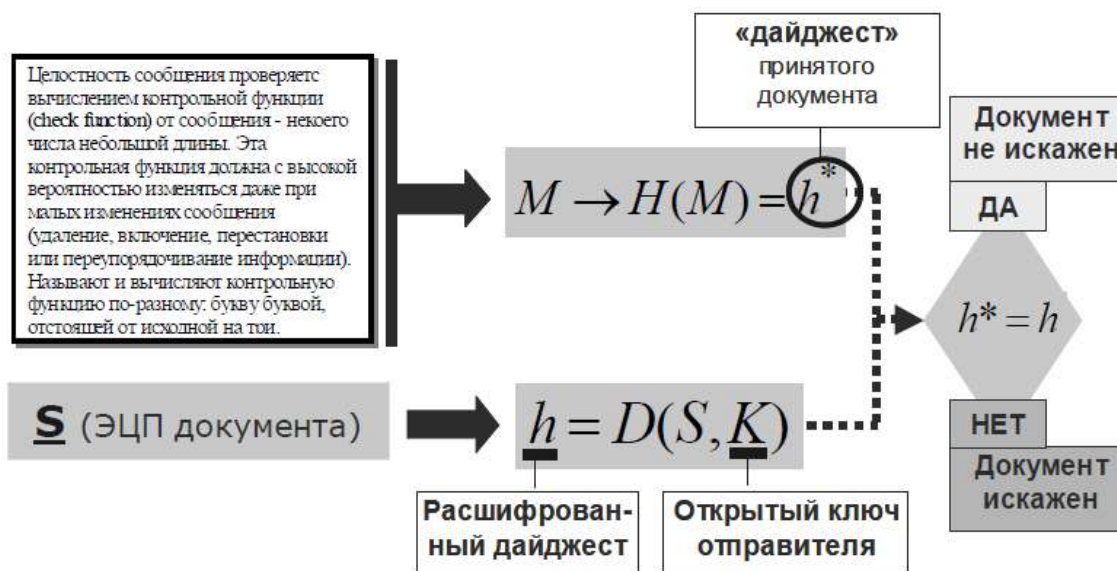 Целостность сообщения проверяетс
вычислением контрольной функции
(check function) от сообщения - некоего
числа небольшой длины. Эта
контрольная функция должна с высокой
вероятностью изменяться даже при
малых изменениях сообщения
(удаление, включение, перестановки
или переупорядочивание информации).
Называют и вычисляют контрольную
функцию по-разному: букву буквой,
отстоящей от исходной на три.
«дайджест»
принятого
документа
M → H(M) = h*
Документ
не искажен
ДА
h* = h
НЕТ
Документ
искажен
S (ЭЦП документа)
h = D(S, K)
Расшифрован-
ный дайджест
Открытый ключ
отправителя